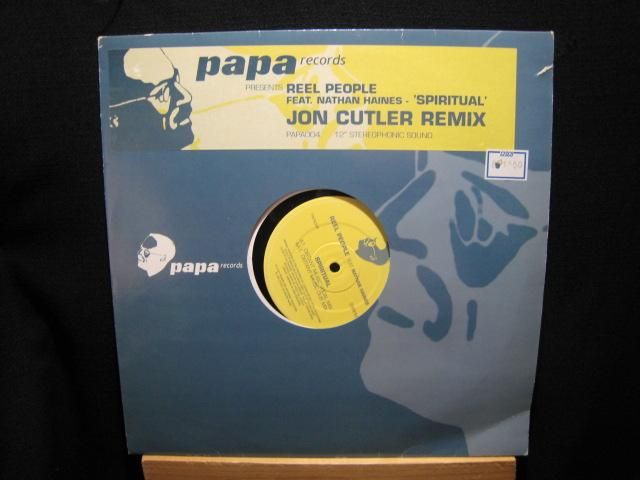 papa records
PRESENTS REEL PEOPLE
FEAT. NATHAN HAINES - 'SPIRITUAL'
JON CUTLER REMIX
PAPA004 12" STEREOPHONIC SOUND
papa records
REEL PEOPLE
SPIRITUAL